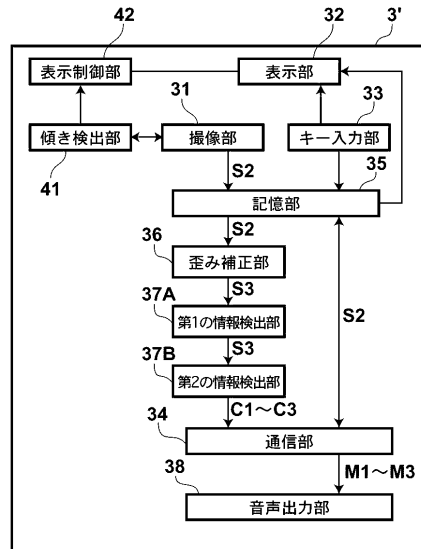 3'
42
32
表示制御部
表示部
31
33
傾き検出部
撮像部
キー入力部
41
S2
35
記憶部
S2
36
歪み補正部
S3
S2
37A
第1の情報検出部
S3
37B
第2の情報検出部
C1～C3
34
通信部
M1～M3
38
音声出力部